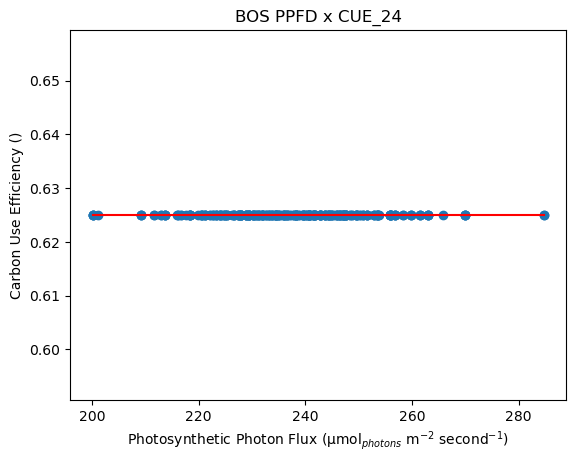 BOS PPFD x CUE_24
Carbon Use Efficiency ()
0.65
0.64
0.63
0.62
0.61
0.60
200 220 240 260 280
Photosynthetic Photon Flux (μmol$_{photons}$ m$^{-2}$ second$^{-1}$)